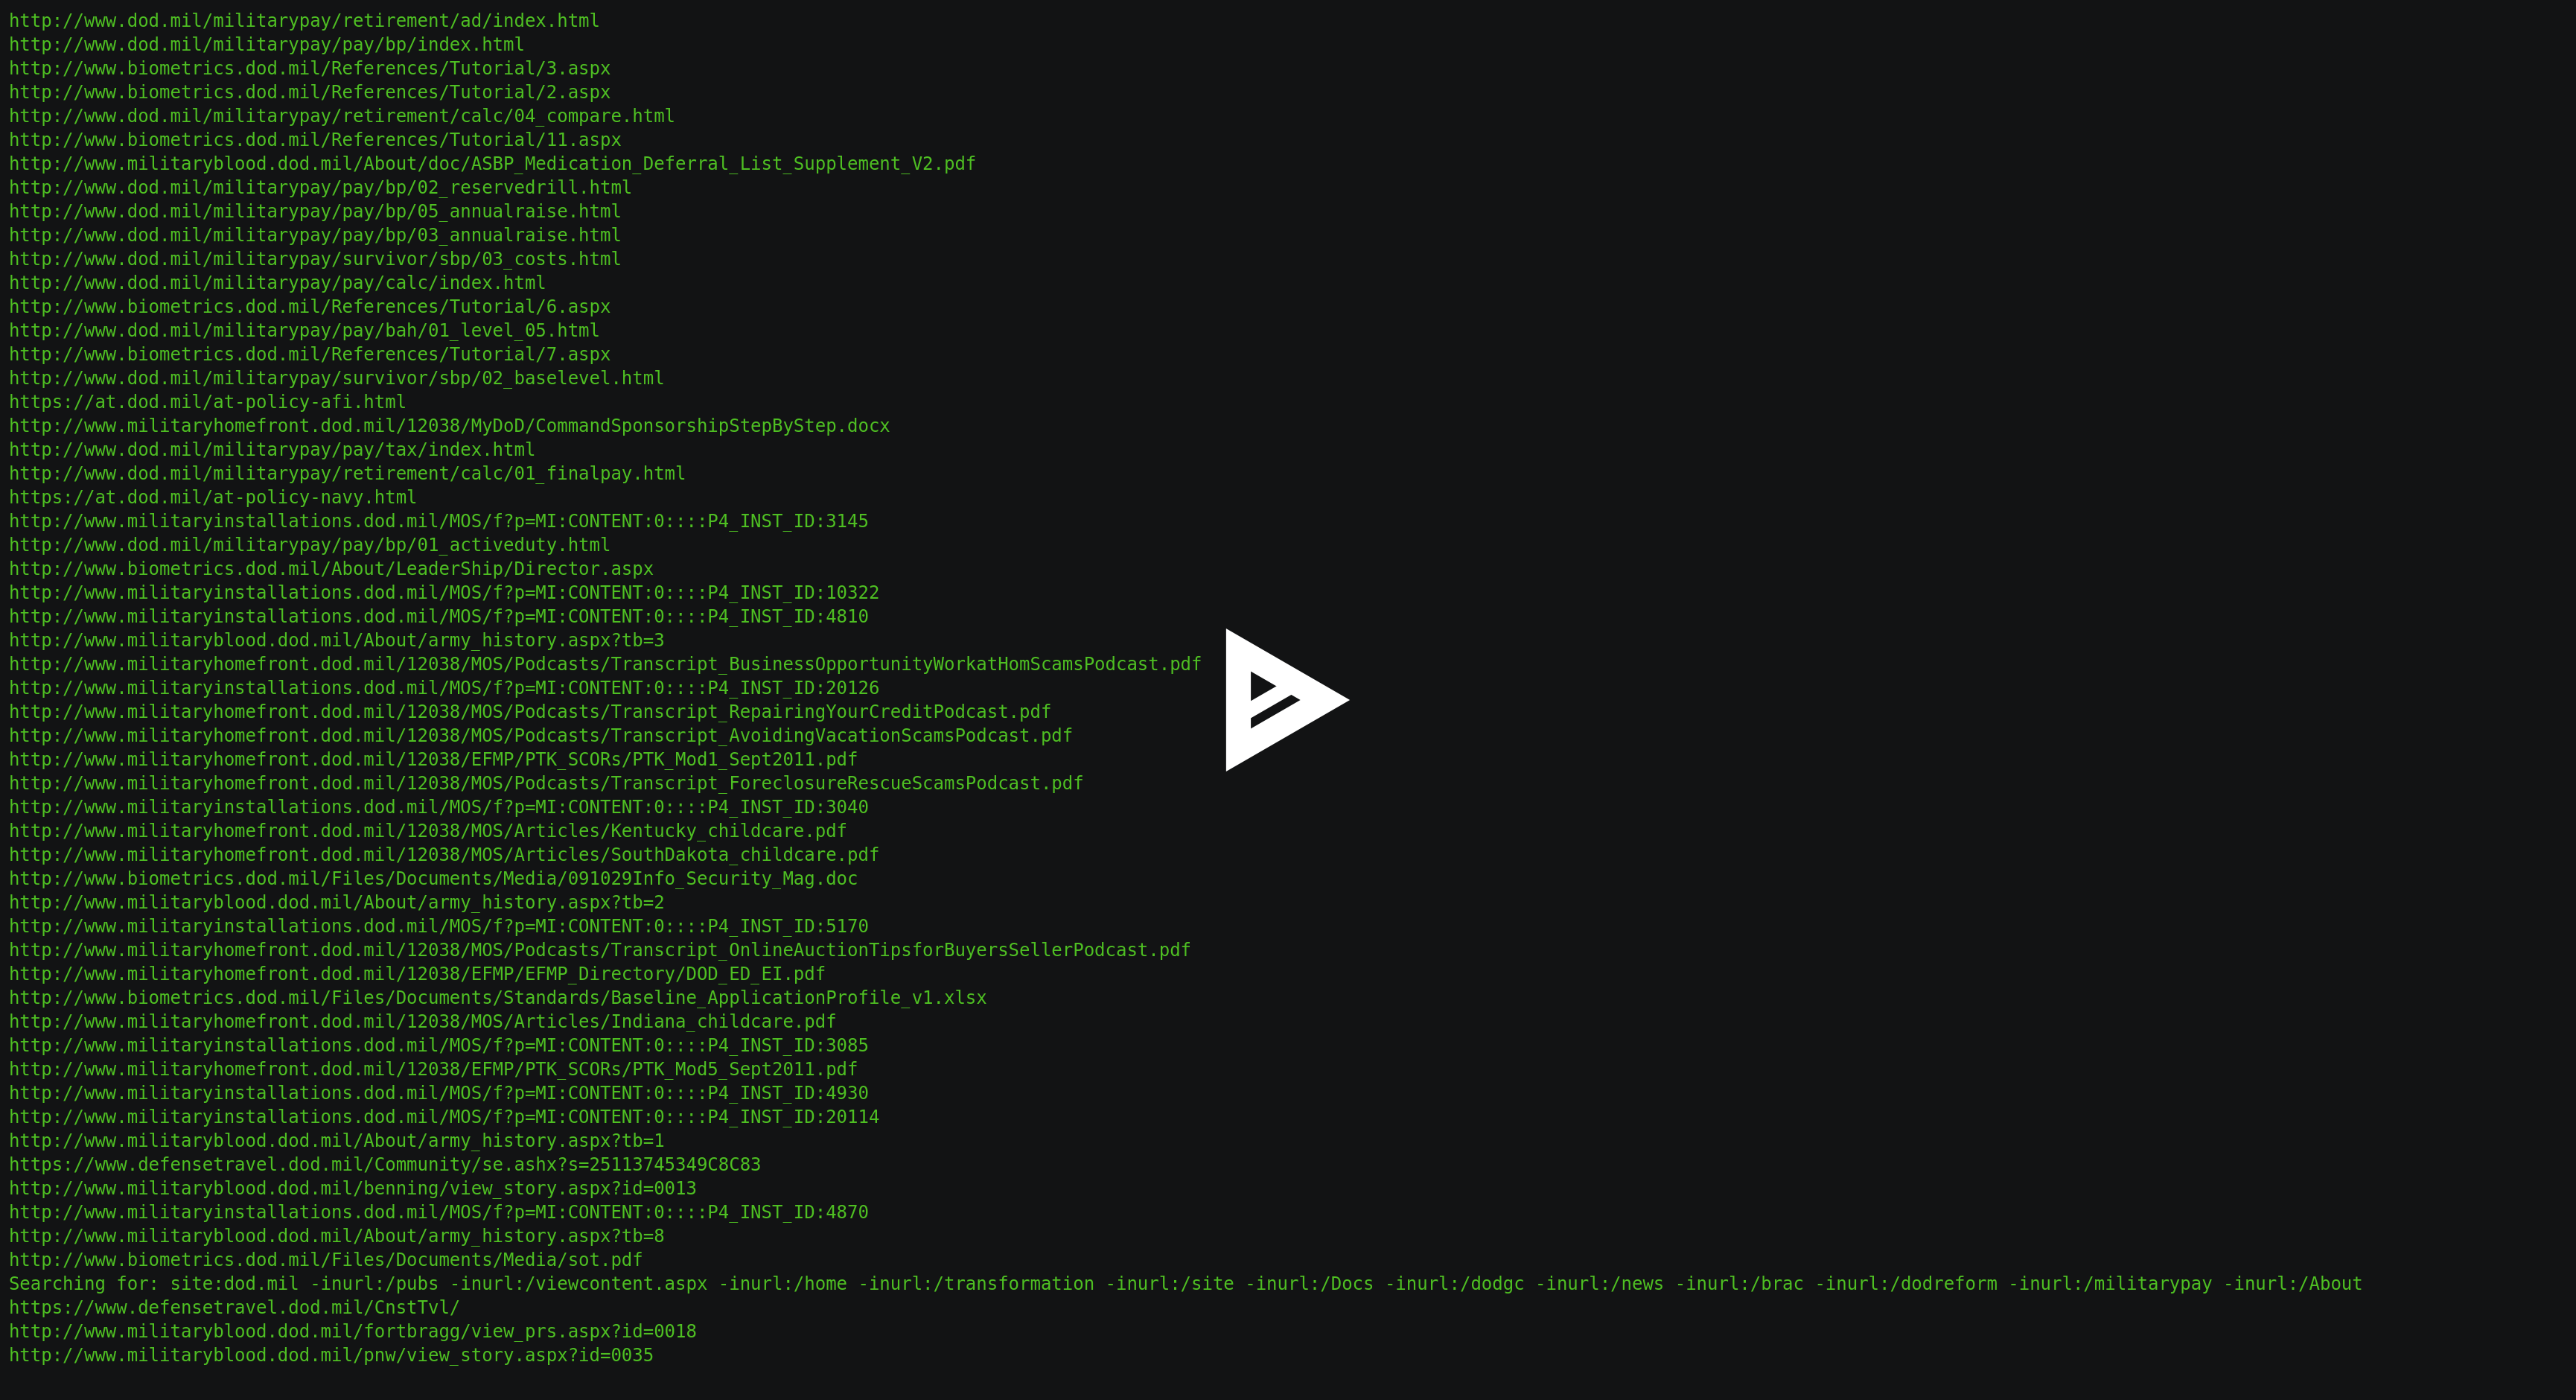 http://www.dod.mil/militarypay/retirement/ad/index.html
http://www.dod.mil/militarypay/pay/bp/index.html
http://www.biometrics.dod.mil/References/Tutorial/3.aspx
http://www.biometrics.dod.mil/References/Tutorial/2.aspx
http://www.dod.mil/militarypay/retirement/calc/04_compare.html
http://www.biometrics.dod.mil/References/Tutorial/11.aspx
http://www.militaryblood.dod.mil/About/doc/ASBP_Medication_Deferral_List_Supplement_V2.pdf
http://www.dod.mil/militarypay/pay/bp/02_reservedrill.html
http://www.dod.mil/militarypay/pay/bp/05_annualraise.html
http://www.dod.mil/militarypay/pay/bp/03_annualraise.html
http://www.dod.mil/militarypay/survivor/sbp/03_costs.html
http://www.dod.mil/militarypay/pay/calc/index.html
http://www.biometrics.dod.mil/References/Tutorial/6.aspx
http://www.dod.mil/militarypay/pay/bah/01_level_05.html
http://www.biometrics.dod.mil/References/Tutorial/7.aspx
http://www.dod.mil/militarypay/survivor/sbp/02_baselevel.html
https://at.dod.mil/at-policy-afi.html
http://www.militaryhomefront.dod.mil/12038/MyDoD/CommandSponsorshipStepByStep.docx
http://www.dod.mil/militarypay/pay/tax/index.html
http://www.dod.mil/militarypay/retirement/calc/01_finalpay.html
https://at.dod.mil/at-policy-navy.html
http://www.militaryinstallations.dod.mil/MOS/f?p=MI:CONTENT:0::::P4_INST_ID:3145
http://www.dod.mil/militarypay/pay/bp/01_activeduty.html
http://www.biometrics.dod.mil/About/LeaderShip/Director.aspx
http://www.militaryinstallations.dod.mil/MOS/f?p=MI:CONTENT:0::::P4_INST_ID:10322
http://www.militaryinstallations.dod.mil/MOS/f?p=MI:CONTENT:0::::P4_INST_ID:4810
http://www.militaryblood.dod.mil/About/army_history.aspx?tb=3
http://www.militaryhomefront.dod.mil/12038/MOS/Podcasts/Transcript_BusinessOpportunityWorkatHomScamsPodcast.pdf
http://www.militaryinstallations.dod.mil/MOS/f?p=MI:CONTENT:0::::P4_INST_ID:20126
http://www.militaryhomefront.dod.mil/12038/MOS/Podcasts/Transcript_RepairingYourCreditPodcast.pdf
http://www.militaryhomefront.dod.mil/12038/MOS/Podcasts/Transcript_AvoidingVacationScamsPodcast.pdf
http://www.militaryhomefront.dod.mil/12038/EFMP/PTK_SCORs/PTK_Mod1_Sept2011.pdf
http://www.militaryhomefront.dod.mil/12038/MOS/Podcasts/Transcript_ForeclosureRescueScamsPodcast.pdf
http://www.militaryinstallations.dod.mil/MOS/f?p=MI:CONTENT:0::::P4_INST_ID:3040
http://www.militaryhomefront.dod.mil/12038/MOS/Articles/Kentucky_childcare.pdf
http://www.militaryhomefront.dod.mil/12038/MOS/Articles/SouthDakota_childcare.pdf
http://www.biometrics.dod.mil/Files/Documents/Media/091029Info_Security_Mag.doc
http://www.militaryblood.dod.mil/About/army_history.aspx?tb=2
http://www.militaryinstallations.dod.mil/MOS/f?p=MI:CONTENT:0::::P4_INST_ID:5170
http://www.militaryhomefront.dod.mil/12038/MOS/Podcasts/Transcript_OnlineAuctionTipsforBuyersSellerPodcast.pdf
http://www.militaryhomefront.dod.mil/12038/EFMP/EFMP_Directory/DOD_ED_EI.pdf
http://www.biometrics.dod.mil/Files/Documents/Standards/Baseline_ApplicationProfile_v1.xlsx
http://www.militaryhomefront.dod.mil/12038/MOS/Articles/Indiana_childcare.pdf
http://www.militaryinstallations.dod.mil/MOS/f?p=MI:CONTENT:0::::P4_INST_ID:3085
http://www.militaryhomefront.dod.mil/12038/EFMP/PTK_SCORs/PTK_Mod5_Sept2011.pdf
http://www.militaryinstallations.dod.mil/MOS/f?p=MI:CONTENT:0::::P4_INST_ID:4930
http://www.militaryinstallations.dod.mil/MOS/f?p=MI:CONTENT:0::::P4_INST_ID:20114
http://www.militaryblood.dod.mil/About/army_history.aspx?tb=1
https://www.defensetravel.dod.mil/Community/se.ashx?s=25113745349C8C83
http://www.militaryblood.dod.mil/benning/view_story.aspx?id=0013
http://www.militaryinstallations.dod.mil/MOS/f?p=MI:CONTENT:0::::P4_INST_ID:4870
http://www.militaryblood.dod.mil/About/army_history.aspx?tb=8
http://www.biometrics.dod.mil/Files/Documents/Media/sot.pdf
Searching for: site:dod.mil -inurl:/pubs -inurl:/viewcontent.aspx -inurl:/home -inurl:/transformation -inurl:/site -inurl:/Docs -inurl:/dodgc -inurl:/news -inurl:/brac -inurl:/dodreform -inurl:/militarypay -inurl:/About
https://www.defensetravel.dod.mil/CnstTvl/
http://www.militaryblood.dod.mil/fortbragg/view_prs.aspx?id=0018
http://www.militaryblood.dod.mil/pnw/view_story.aspx?id=0035